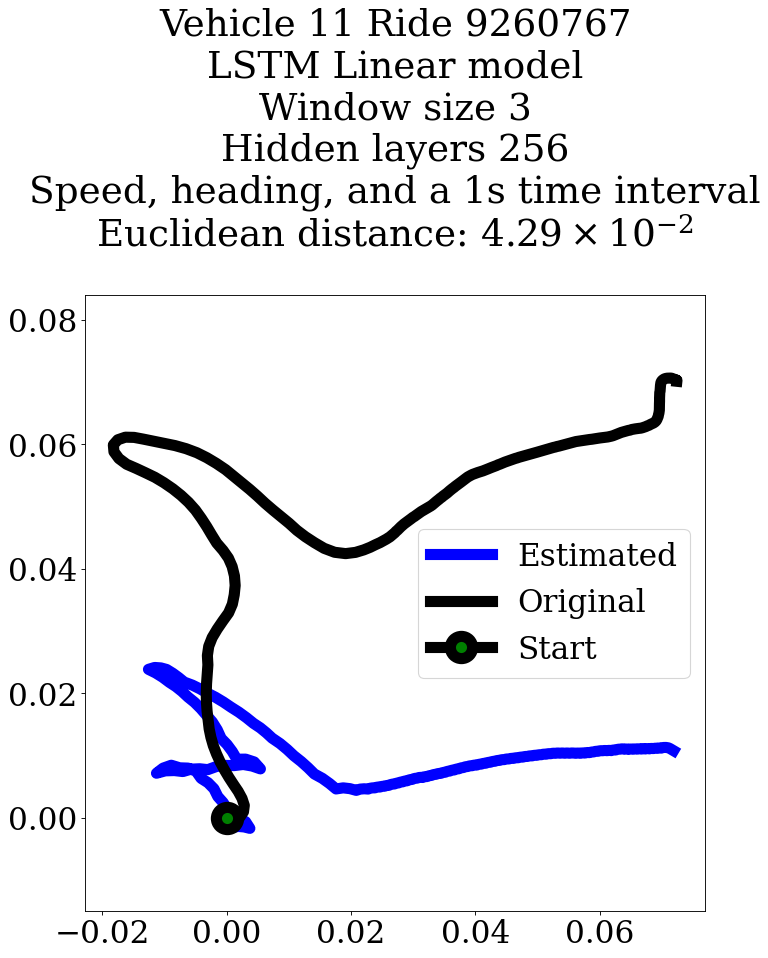 Vehicle 11 Ride 9260767
LSTM Linear model
Window size 3
Hidden layers 256
Speed, heading, and a 1s time interval
Euclidean distance: 4.29 × 10⁻²
0.08
0.06
0.04
0.02
0.00
Estimated
Original
Start
−0.02 0.00 0.02 0.04 0.06